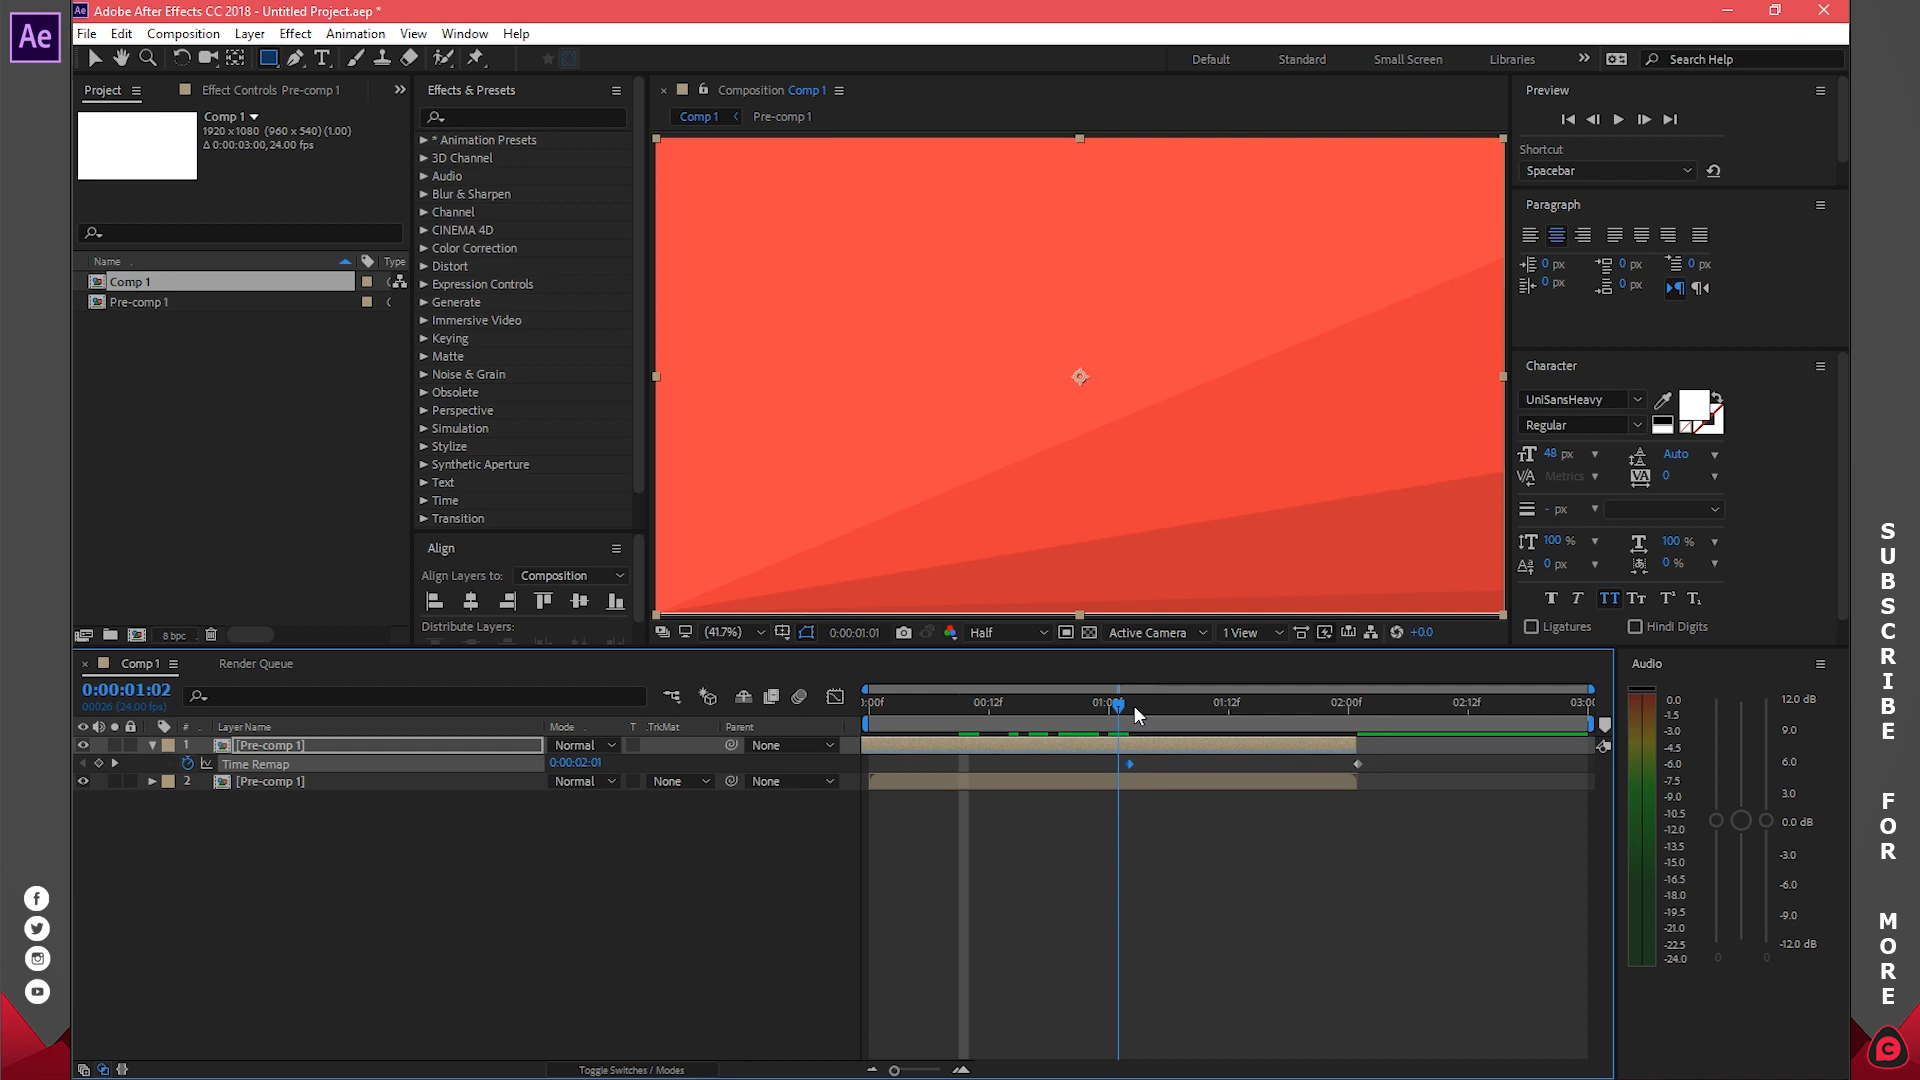 Ae
Ae Adobe After Effects CC 2018 - Untitled Project.aep *
File Edit Composition Layer Effect Animation View Window Help
Default Standard Small Screen Libraries Search Help
Project Effect Controls Pre-comp 1
Comp 1
1920 x 1080 (960 x 540) (1.00)
Δ 0:00:03:00, 24.00 fps
Name Type
Comp 1
Pre-comp 1
8 bpc
Effects & Presets
* Animation Presets
3D Channel
Audio
Blur & Sharpen
Channel
CINEMA 4D
Color Correction
Distort
Expression Controls
Generate
Immersive Video
Keying
Matte
Noise & Grain
Obsolete
Perspective
Simulation
Stylize
Synthetic Aperture
Text
Time
Transition
Align
Align Layers to: Composition
Distribute Layers:
Composition Comp 1
Comp 1 Pre-comp 1
(41.7%) 0:00:01:01 Half Active Camera 1 View +0.0
Preview
Shortcut
Spacebar
Paragraph
0 px 0 px 0 px
0 px 0 px
Character
UniSansHeavy
Regular
48 px Auto
Metrics 0
- px
100 % 100 %
0 px 0 %
Ligatures Hindi Digits
Comp 1 Render Queue
0:00:01:02
00026 (24.00 fps)
:00f 00:12f 01:00f 01:12f 02:00f 02:12f 03:00
# Layer Name Mode T .TrkMat Parent
1 [Pre-comp 1] Normal None
Time Remap 0:00:02:01
2 [Pre-comp 1] Normal None None
Toggle Switches / Modes
Audio
0.0 12.0 dB
-1.5
-3.0 9.0
-4.5
-6.0 6.0
-7.5
-9.0 3.0
-10.5 0.0 dB
-12.0
-13.5 -3.0
-15.0
-16.5 -6.0
-18.0
-19.5 -9.0
-21.0
-22.5 -12.0 dB
-24.0 0 0
SUBSCRIBE
FOR
MORE